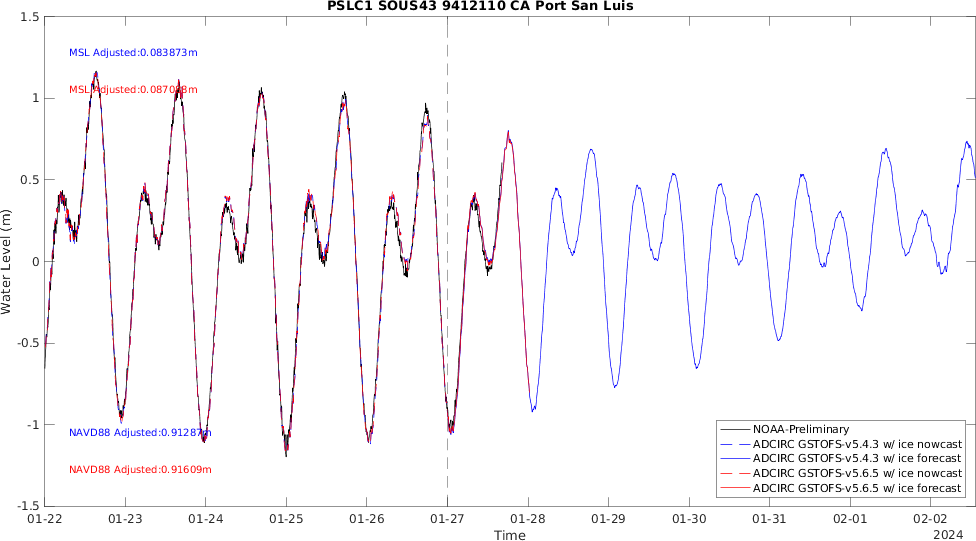 PSLC1 SOUS43 9412110 CA Port San Luis
1.5
MSL Adjusted:0.083873m
1
0.5
0
-0.5
-1
-1.5
Water Level (m)
NAVD88 Adjusted:0.91287m
NAVD88 Adjusted:0.91609m
NOAA-Preliminary
ADCIRC GSTOFS-v5.4.3 w/ ice nowcast
ADCIRC GSTOFS-v5.4.3 w/ ice forecast
ADCIRC GSTOFS-v5.6.5 w/ ice nowcast
ADCIRC GSTOFS-v5.6.5 w/ ice forecast
01-22 01-23 01-24 01-25 01-26 01-27 01-28 01-29 01-30 01-31 02-01 02-02
Time
2024